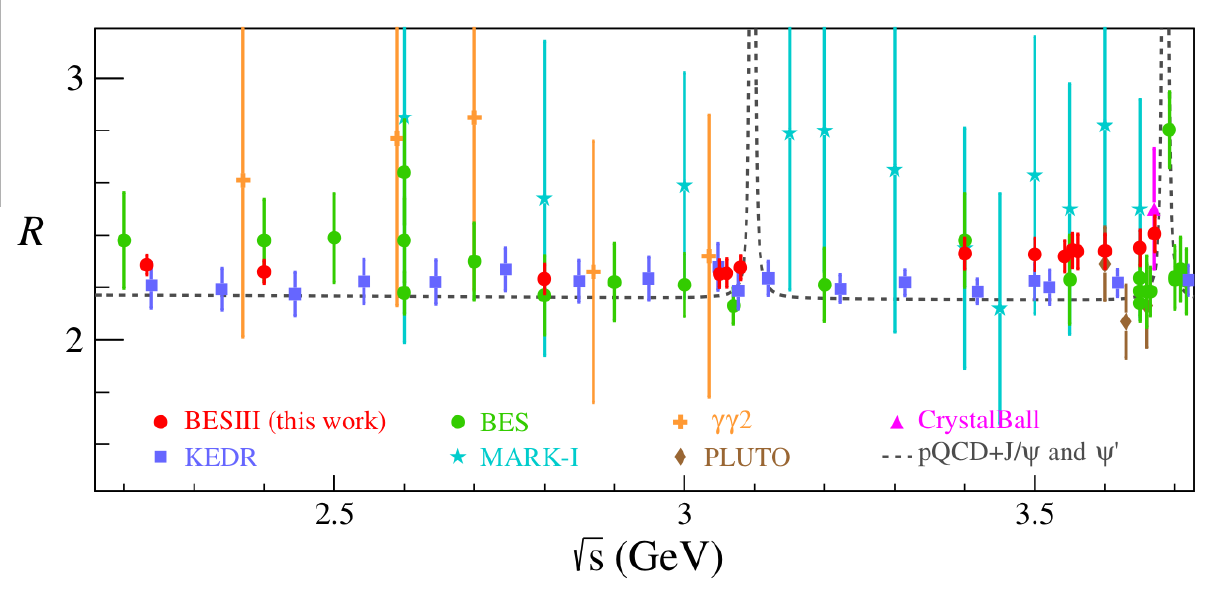 3
R
2
BESIII (this work)
BES
γγ2
CrystalBall
KEDR
MARK-I
PLUTO
pQCD+J/ψ and ψ'
2.5
3
3.5
√s (GeV)